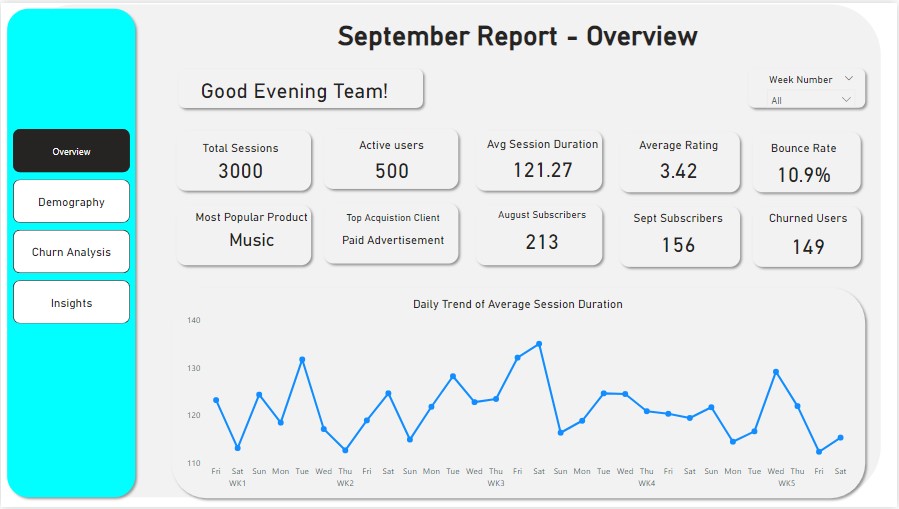 September Report - Overview
Good Evening Team!
Week Number
All
Overview
Demography
Churn Analysis
Insights
Total Sessions
3000
Active users
500
Avg Session Duration
121.27
Average Rating
3.42
Bounce Rate
10.9%
Most Popular Product
Music
Top Acquistion Client
Paid Advertisement
August Subscribers
213
Sept Subscribers
156
Churned Users
149
Daily Trend of Average Session Duration
140
130
120
110
Fri Sat Sun Mon Tue Wed Thu Fri Sat Sun Mon Tue Wed Thu Fri Sat Sun Mon Tue Wed Thu Fri Sat Sun Mon Tue Wed Thu Fri Sat
WK1 WK2 WK3 WK4 WK5